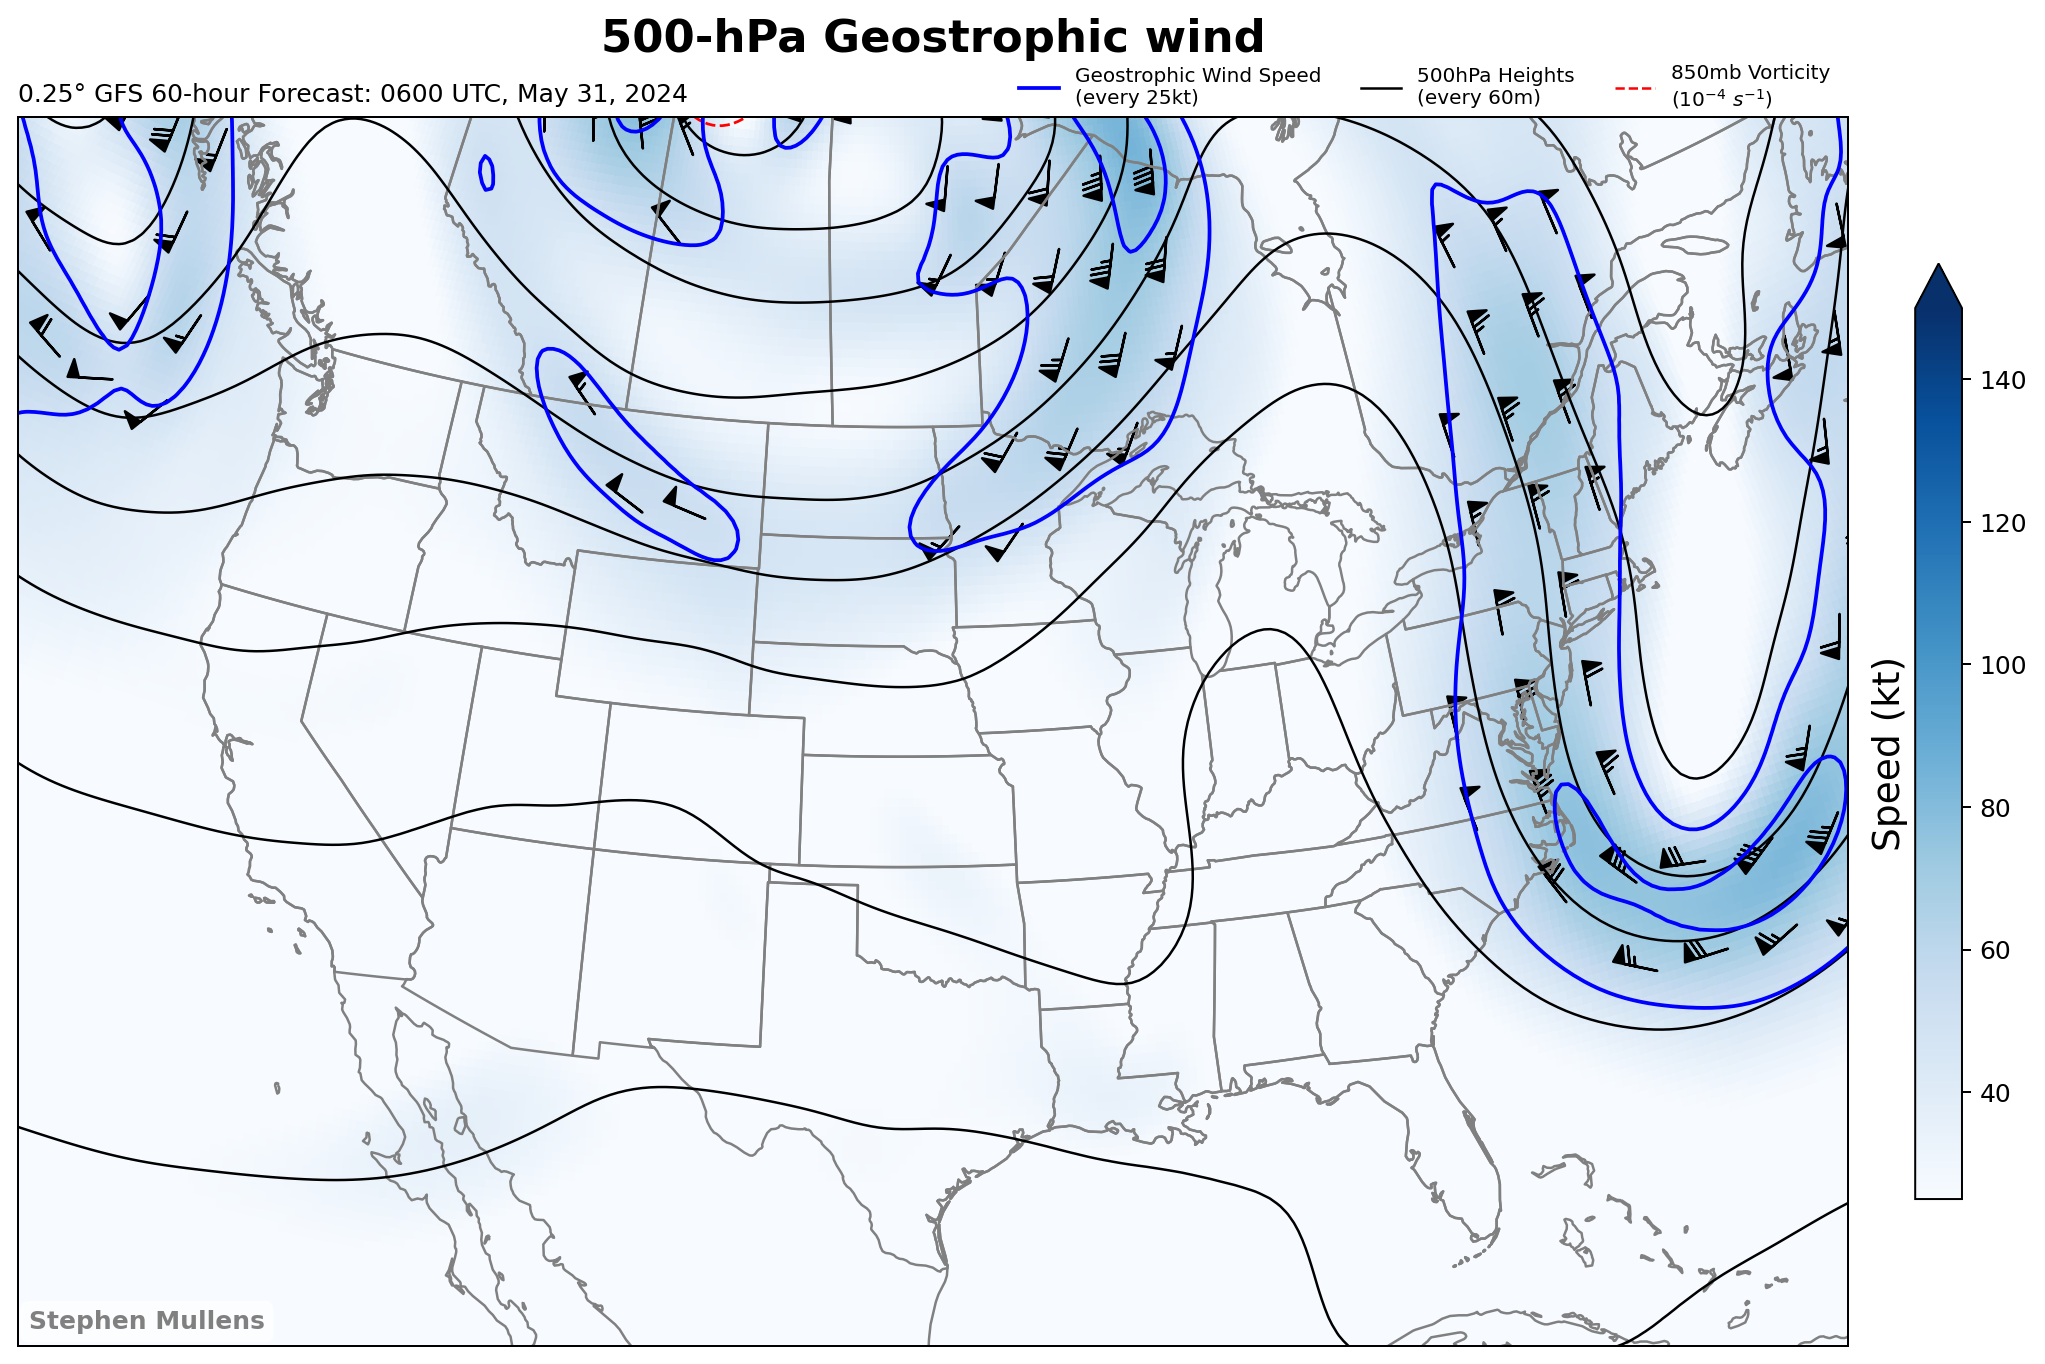 500-hPa Geostrophic wind
0.25° GFS 60-hour Forecast: 0600 UTC, May 31, 2024
Geostrophic Wind Speed
(every 25kt)
500hPa Heights
(every 60m)
850mb Vorticity
(10⁻⁴ s⁻¹)
140
120
100
80
60
40
Speed (kt)
Stephen Mullens